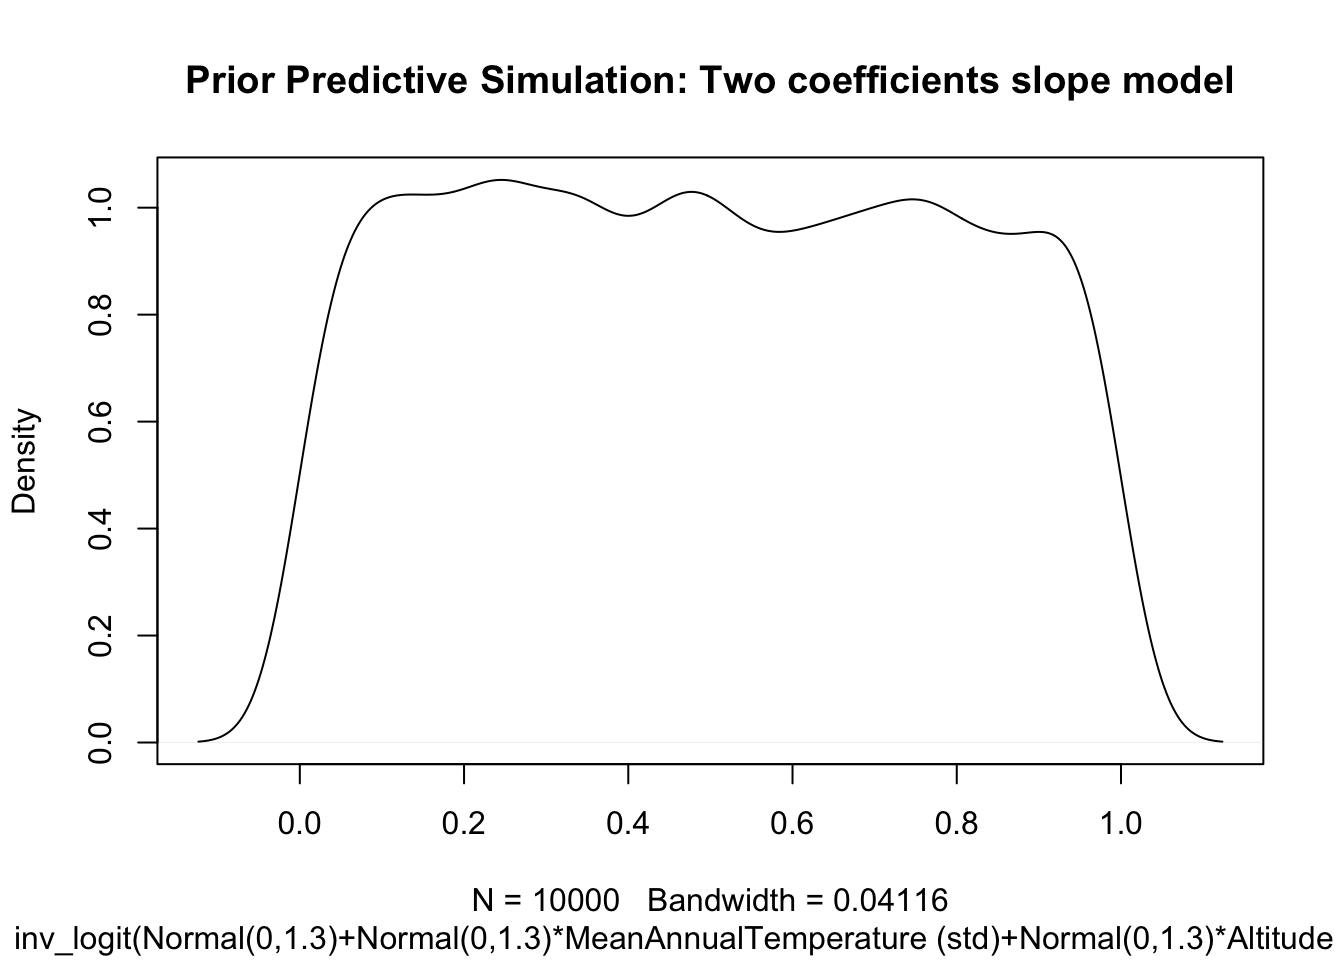 Prior Predictive Simulation: Two coefficients slope model
Density
1.0
0.8
0.6
0.4
0.2
0.0
0.0 0.2 0.4 0.6 0.8 1.0
N = 10000 Bandwidth = 0.04116
inv_logit(Normal(0,1.3)+Normal(0,1.3)*MeanAnnualTemperature (std)+Normal(0,1.3)*Altitude